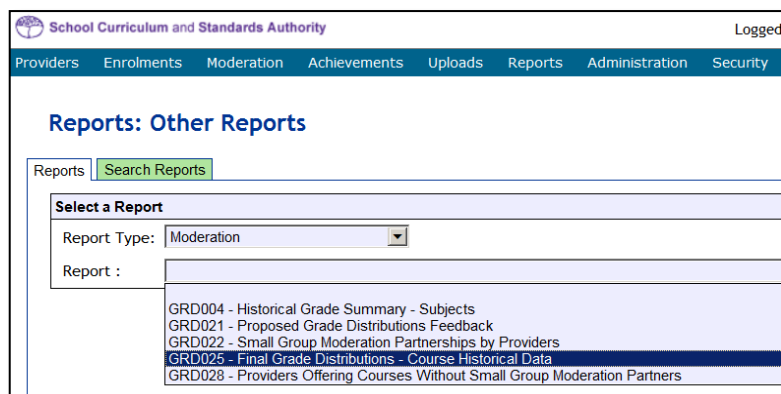 School Curriculum and Standards Authority Logged
Providers Enrolments Moderation Achievements Uploads Reports Administration Security
Reports: Other Reports
Reports Search Reports
Select a Report
Report Type: Moderation
Report :
GRD004 - Historical Grade Summary - Subjects
GRD021 - Proposed Grade Distributions Feedback
GRD022 - Small Group Moderation Partnerships by Providers
GRD025 - Final Grade Distributions - Course Historical Data
GRD028 - Providers Offering Courses Without Small Group Moderation Partners